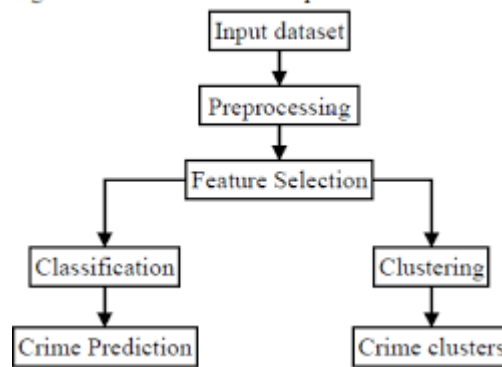 Input dataset
Preprocessing
Feature Selection
Classification
Clustering
Crime Prediction
Crime clusters